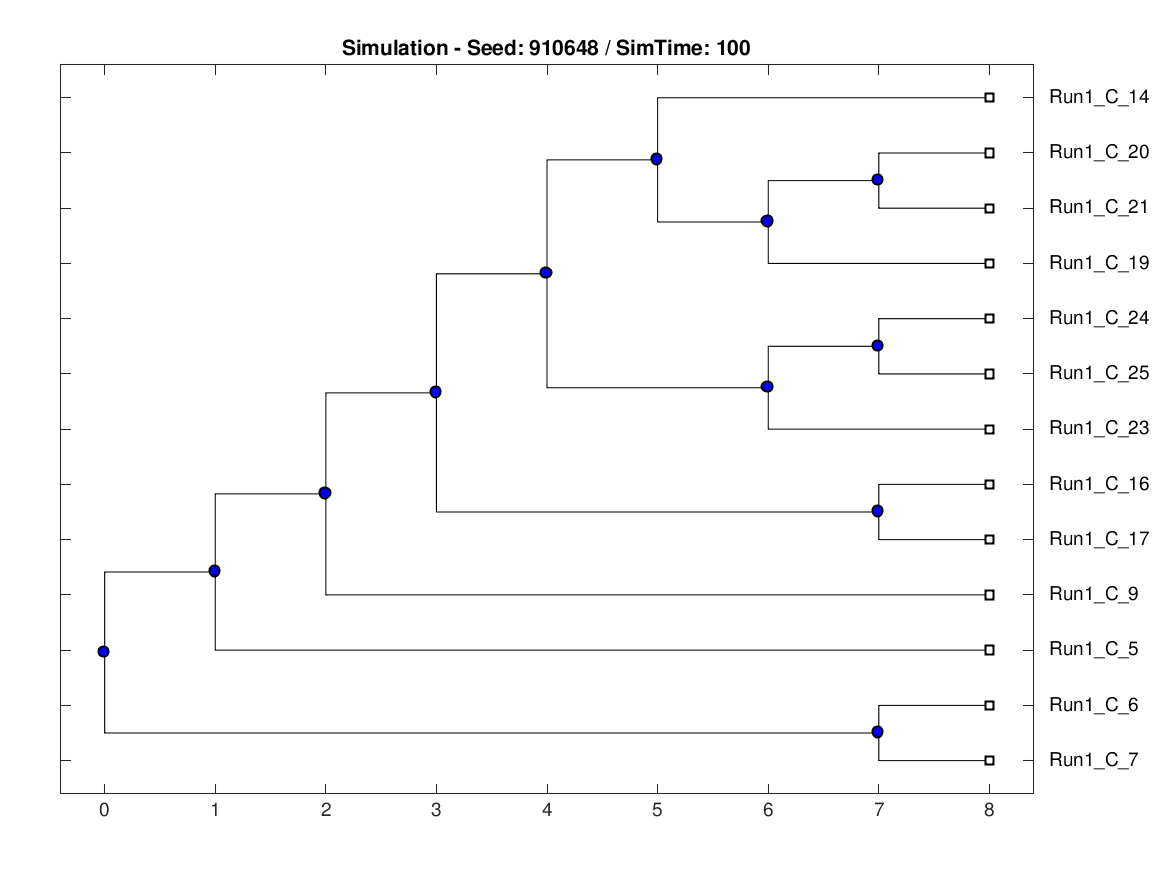 Simulation - Seed: 910648 / SimTime: 100
Run1_C_14
Run1_C_20
Run1_C_21
Run1_C_19
Run1_C_24
Run1_C_25
Run1_C_23
Run1_C_16
Run1_C_17
Run1_C_9
Run1_C_5
Run1_C_6
Run1_C_7
0 1 2 3 4 5 6 7 8